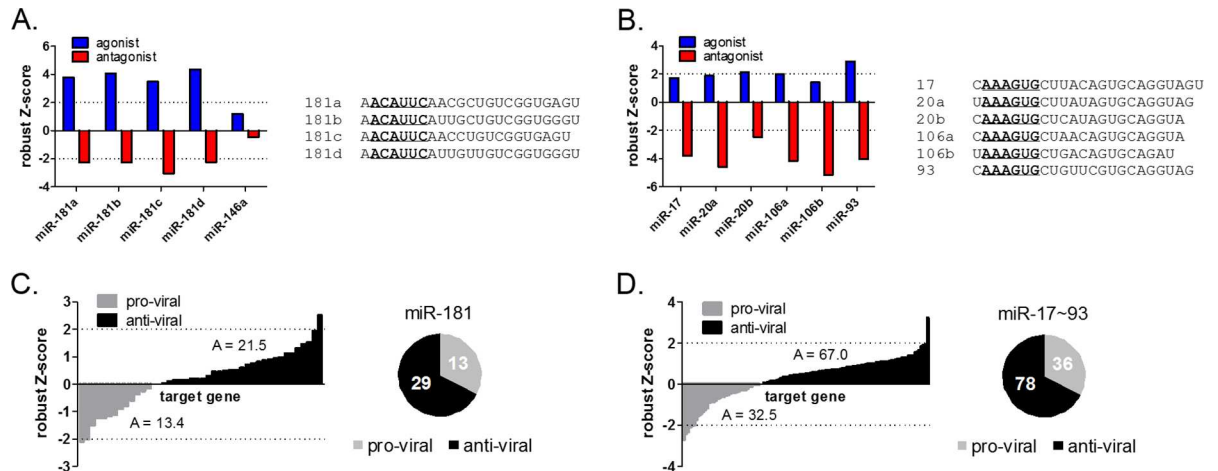 A.
robust Z-score
6
4
2
0
-2
-4
agonist
antagonist
miR-181a
miR-181b
miR-181c
miR-181d
miR-146a
181a AACAUUCAACGCUGUCGGUGAGU
181b AACAUUCAUUGCUGUCGGUGGGU
181c AACAUUCAACCUGUCGGUGAGU
181d AACAUUCAUUGUUGUCGGUGGGU
B.
robust Z-score
4
2
0
-2
-4
-6
agonist
antagonist
miR-17
miR-20a
miR-20b
miR-106a
miR-106b
miR-93
17 CAAAGUGCUUACAGUGCAGGUAGU
20a UAAAGUGCUUAUAGUGCAGGUAG
20b CAAAGUGCUCAUAGUGCAGGUA
106a CAAAGUGCUAACAGUGCAGGUA
106b UAAAGUGCUGACAGUGCAGAU
93 CAAAGUGCUGUUCGUGCAGGUAG
C.
robust Z-score
3
2
1
0
-1
-2
-3
pro-viral
anti-viral
A = 21.5
target gene
A = 13.4
miR-181
13
29
pro-viral anti-viral
D.
robust Z-score
4
2
0
-2
-4
pro-viral
anti-viral
A = 67.0
target gene
A = 32.5
miR-17~93
36
78
pro-viral anti-viral